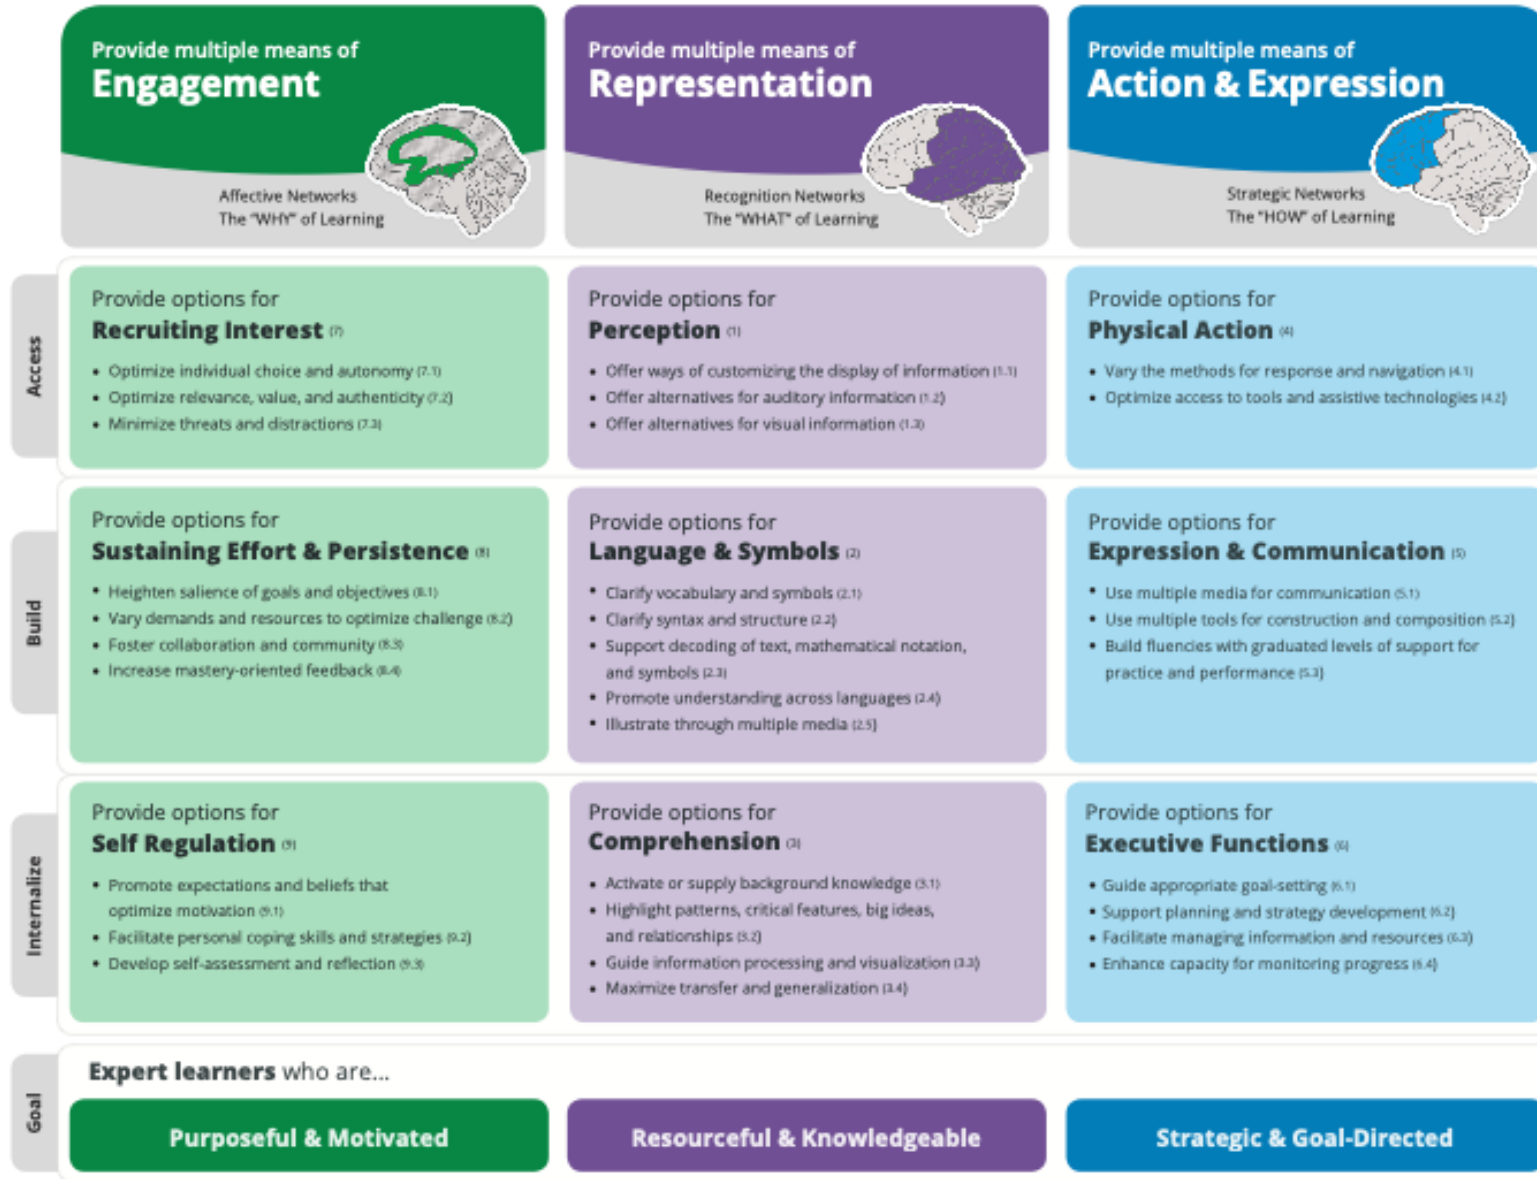 Provide multiple means of
Engagement
Affective Networks
The "WHY" of Learning
Provide multiple means of
Representation
Recognition Networks
The "WHAT" of Learning
Provide multiple means of
Action & Expression
Strategic Networks
The "HOW" of Learning
Access
Provide options for
Recruiting Interest (7)
• Optimize individual choice and autonomy (7.1)
• Optimize relevance, value, and authenticity (7.2)
• Minimize threats and distractions (7.3)
Provide options for
Perception (1)
• Offer ways of customizing the display of information (1.1)
• Offer alternatives for auditory information (1.2)
• Offer alternatives for visual information (1.3)
Provide options for
Physical Action (4)
• Vary the methods for response and navigation (4.1)
• Optimize access to tools and assistive technologies (4.2)
Build
Provide options for
Sustaining Effort & Persistence (8)
• Heighten salience of goals and objectives (8.1)
• Vary demands and resources to optimize challenge (8.2)
• Foster collaboration and community (8.3)
• Increase mastery-oriented feedback (8.4)
Provide options for
Language & Symbols (2)
• Clarify vocabulary and symbols (2.1)
• Clarify syntax and structure (2.2)
• Support decoding of text, mathematical notation,
and symbols (2.3)
• Promote understanding across languages (2.4)
• Illustrate through multiple media (2.5)
Provide options for
Expression & Communication (5)
• Use multiple media for communication (5.1)
• Use multiple tools for construction and composition (5.2)
• Build fluencies with graduated levels of support for
practice and performance (5.3)
Internalize
Provide options for
Self Regulation (9)
• Promote expectations and beliefs that
optimize motivation (9.1)
• Facilitate personal coping skills and strategies (9.2)
• Develop self-assessment and reflection (9.3)
Provide options for
Comprehension (3)
• Activate or supply background knowledge (3.1)
• Highlight patterns, critical features, big ideas,
and relationships (3.2)
• Guide information processing and visualization (3.3)
• Maximize transfer and generalization (3.4)
Provide options for
Executive Functions (6)
• Guide appropriate goal-setting (6.1)
• Support planning and strategy development (6.2)
• Facilitate managing information and resources (6.3)
• Enhance capacity for monitoring progress (6.4)
Goal
Expert learners who are...
Purposeful & Motivated
Resourceful & Knowledgeable
Strategic & Goal-Directed